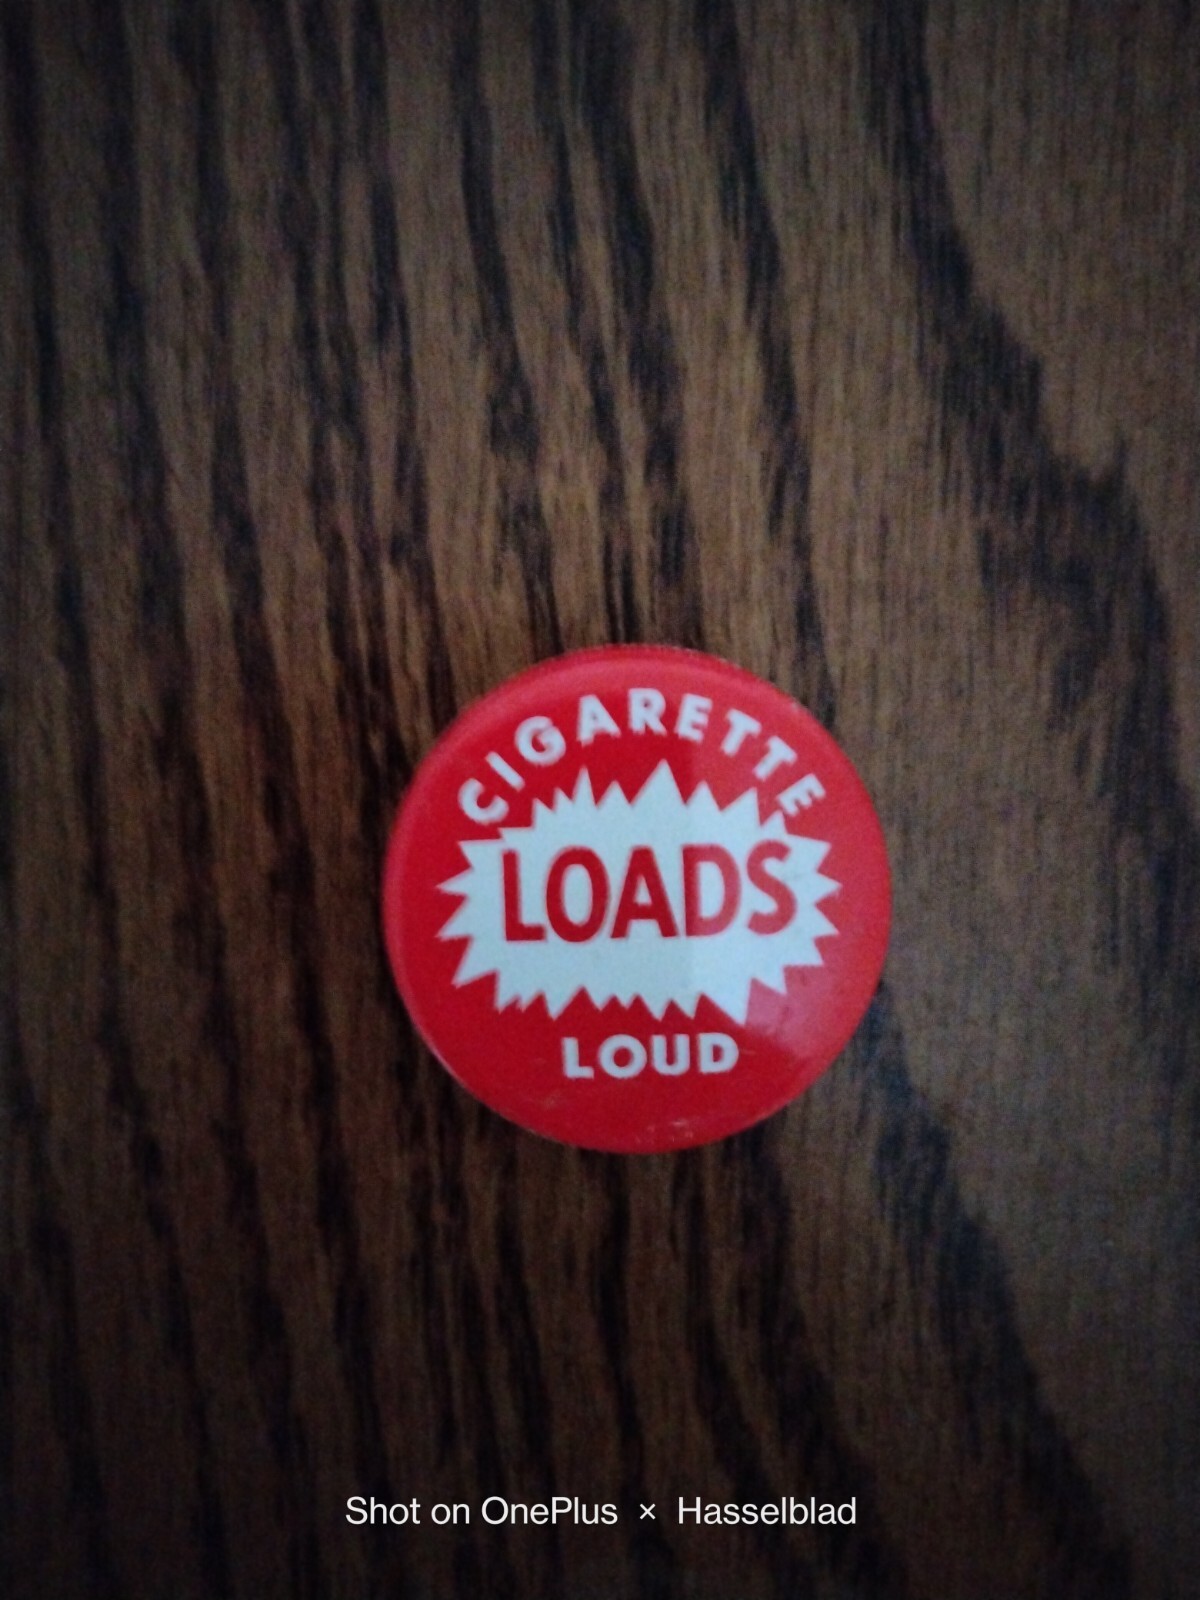 CIGARETTE
LOADS
LOUD
Shot on OnePlus × Hasselblad